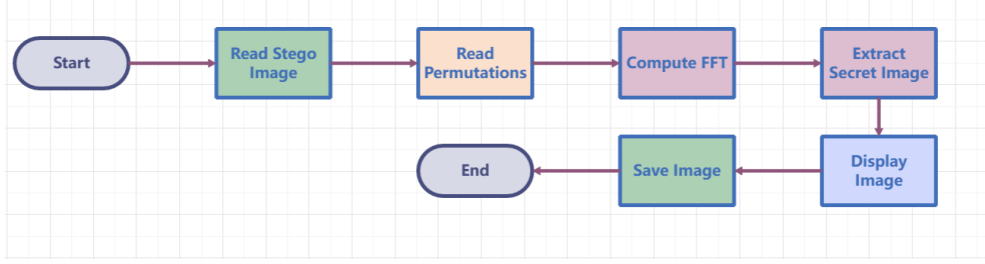 Start
Read Stego
Image
Read
Permutations
Compute FFT
Extract
Secret Image
Display
Image
Save Image
End